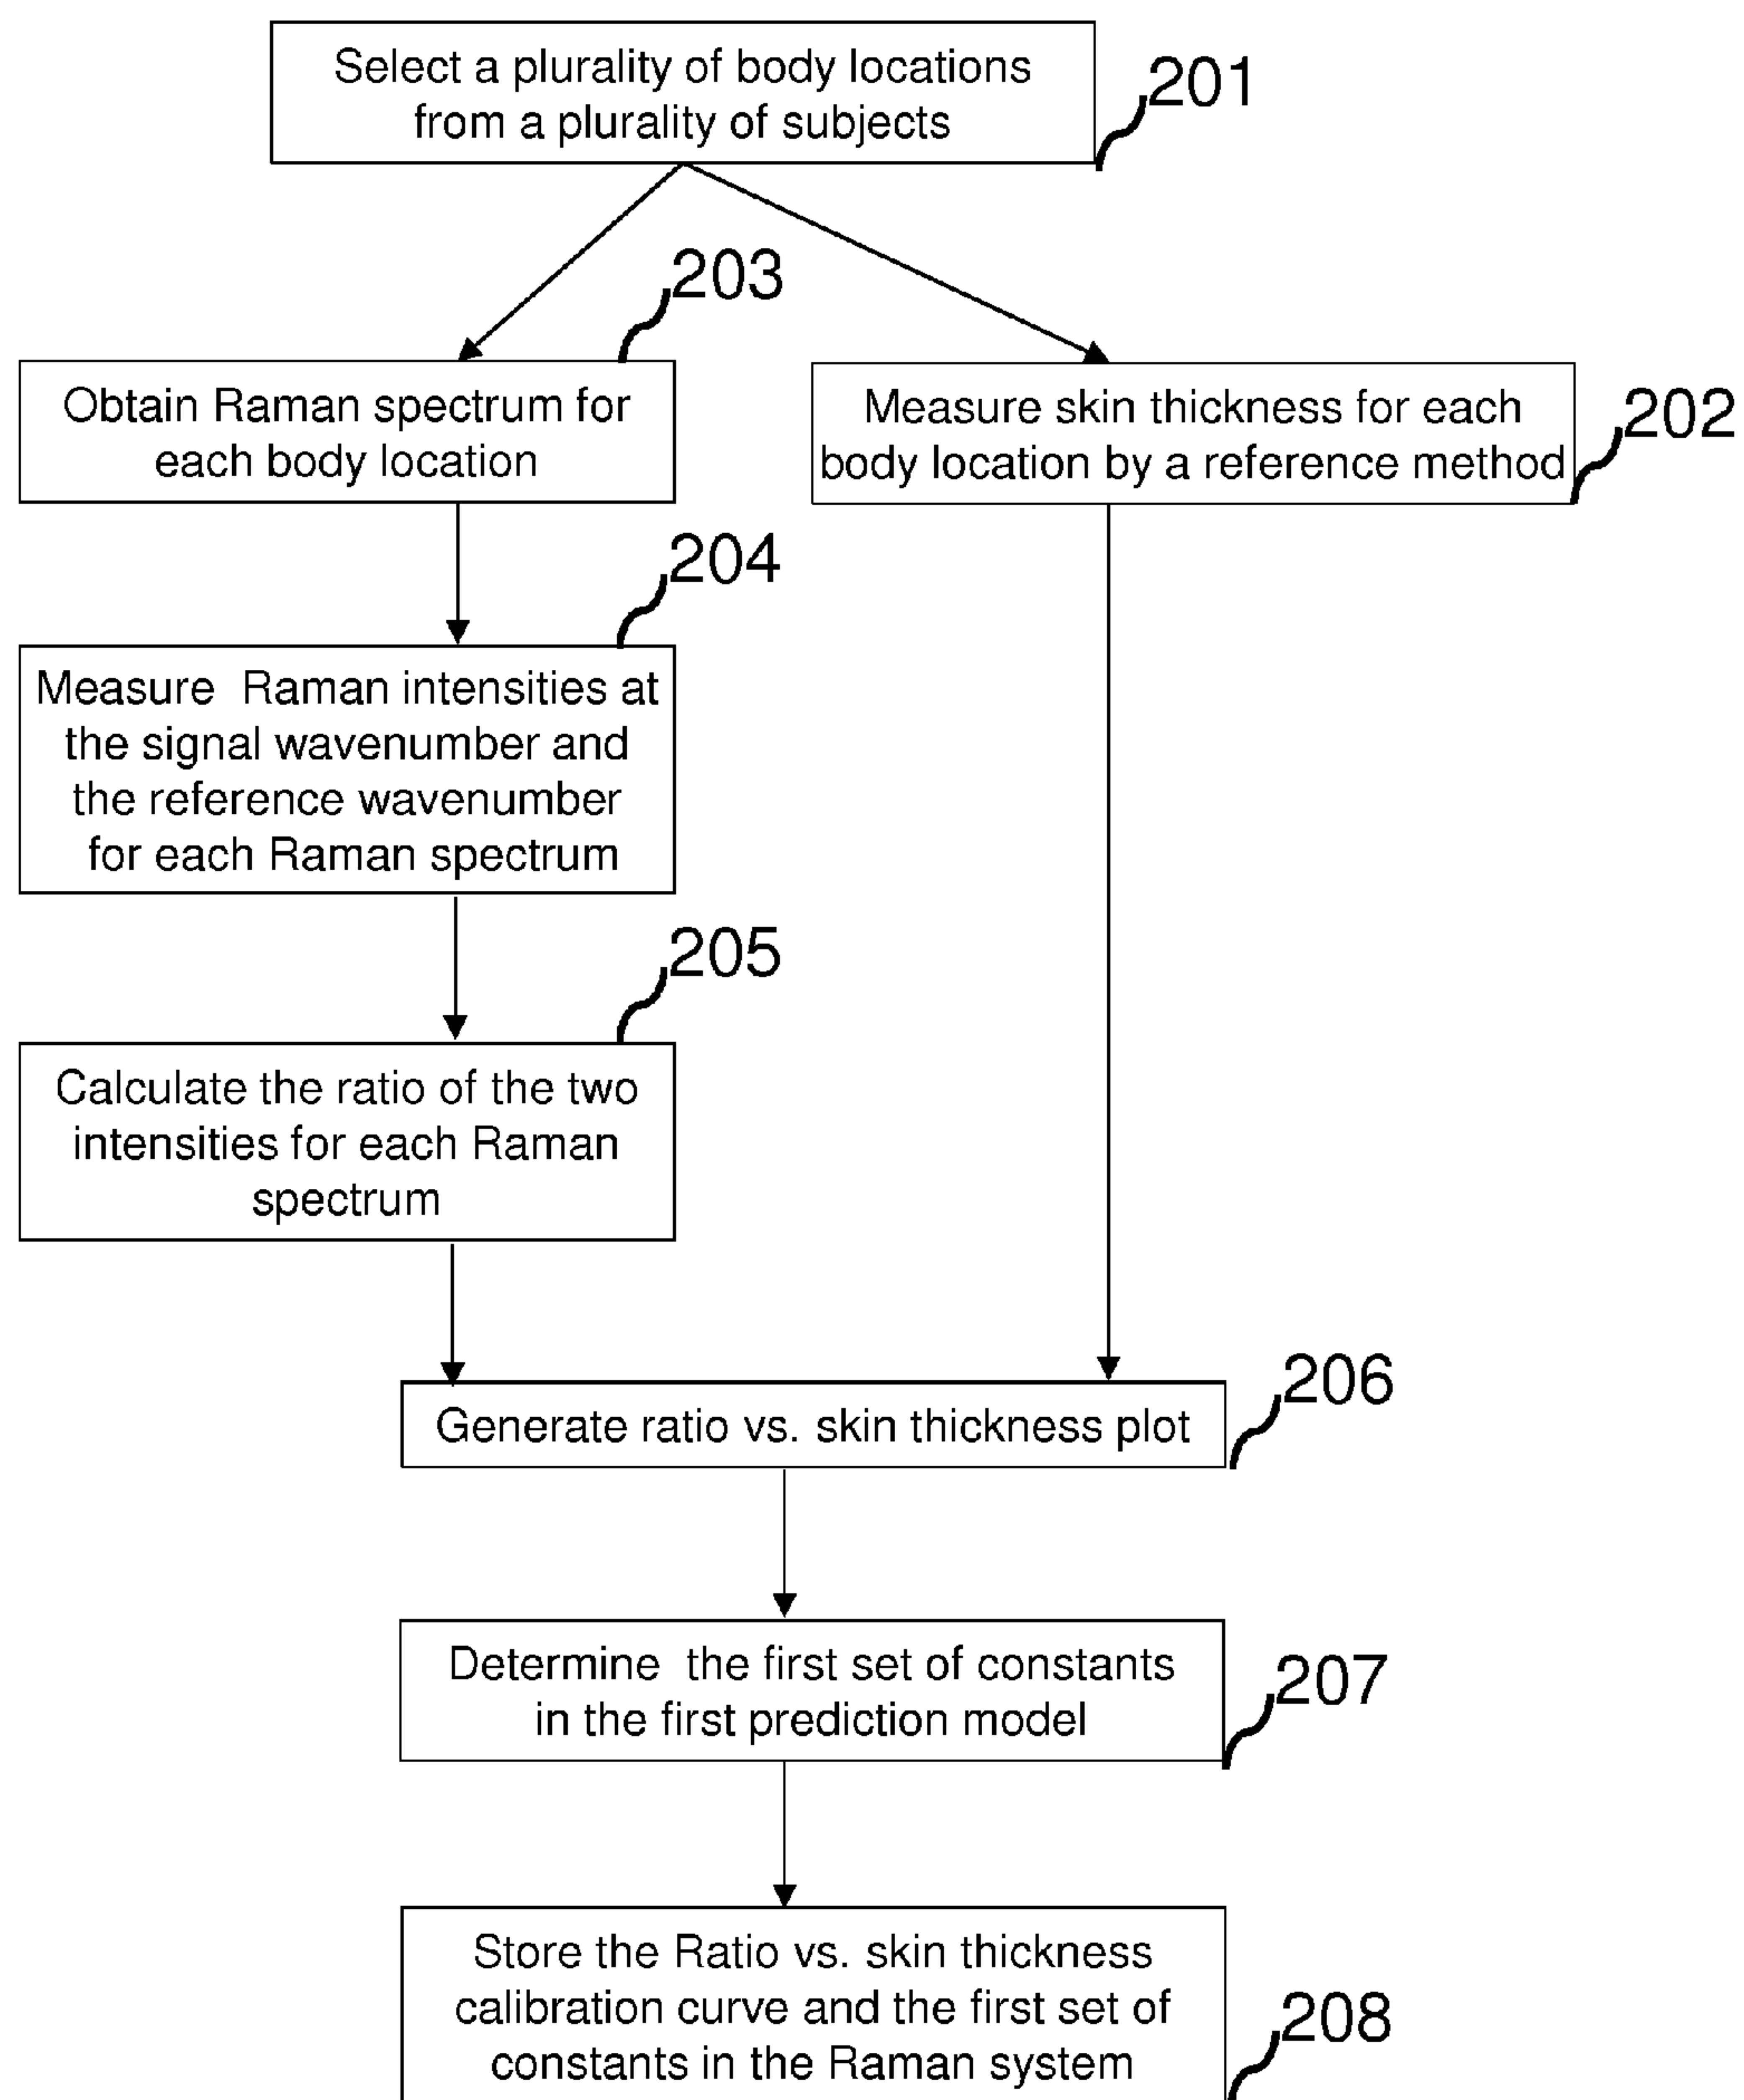 Select a plurality of body locations
from a plurality of subjects
201
203
Obtain Raman spectrum for
each body location
Measure skin thickness for each
body location by a reference method
202
204
Measure Raman intensities at
the signal wavenumber and
the reference wavenumber
for each Raman spectrum
205
Calculate the ratio of the two
intensities for each Raman
spectrum
206
Generate ratio vs. skin thickness plot
Determine the first set of constants
in the first prediction model
207
Store the Ratio vs. skin thickness
calibration curve and the first set of
constants in the Raman system
208